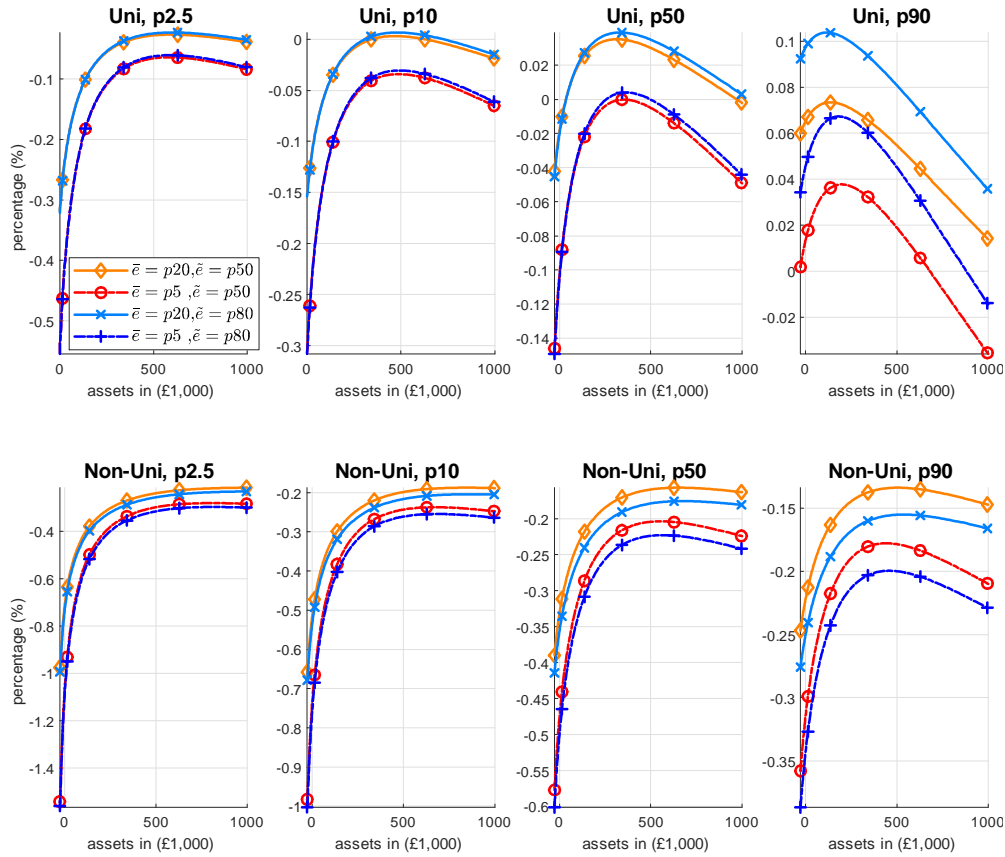 Uni, p2.5
-0.1
-0.2
-0.3
-0.4
-0.5
percentage (%)
ē = p20,ẽ = p50
ē = p5 ,ẽ = p50
ē = p20,ẽ = p80
ē = p5 ,ẽ = p80
0 500 1000
assets in (£1,000)
Uni, p10
0
-0.05
-0.1
-0.15
-0.2
-0.25
-0.3
0 500 1000
assets in (£1,000)
Uni, p50
0.02
0
-0.02
-0.04
-0.06
-0.08
-0.1
-0.12
-0.14
0 500 1000
assets in (£1,000)
Uni, p90
0.1
0.08
0.06
0.04
0.02
0
0.02
0 500 1000
assets in (£1,000)
Non-Uni, p2.5
-0.4
-0.6
-0.8
-1
-1.2
-1.4
percentage (%)
0 500 1000
assets in (£1,000)
Non-Uni, p10
-0.2
-0.3
-0.4
-0.5
-0.6
-0.7
-0.8
-0.9
-1
0 500 1000
assets in (£1,000)
Non-Uni, p50
-0.2
-0.25
-0.3
-0.35
-0.4
-0.45
-0.5
-0.55
-0.6
0 500 1000
assets in (£1,000)
Non-Uni, p90
-0.15
-0.2
-0.25
-0.3
-0.35
0 500 1000
assets in (£1,000)